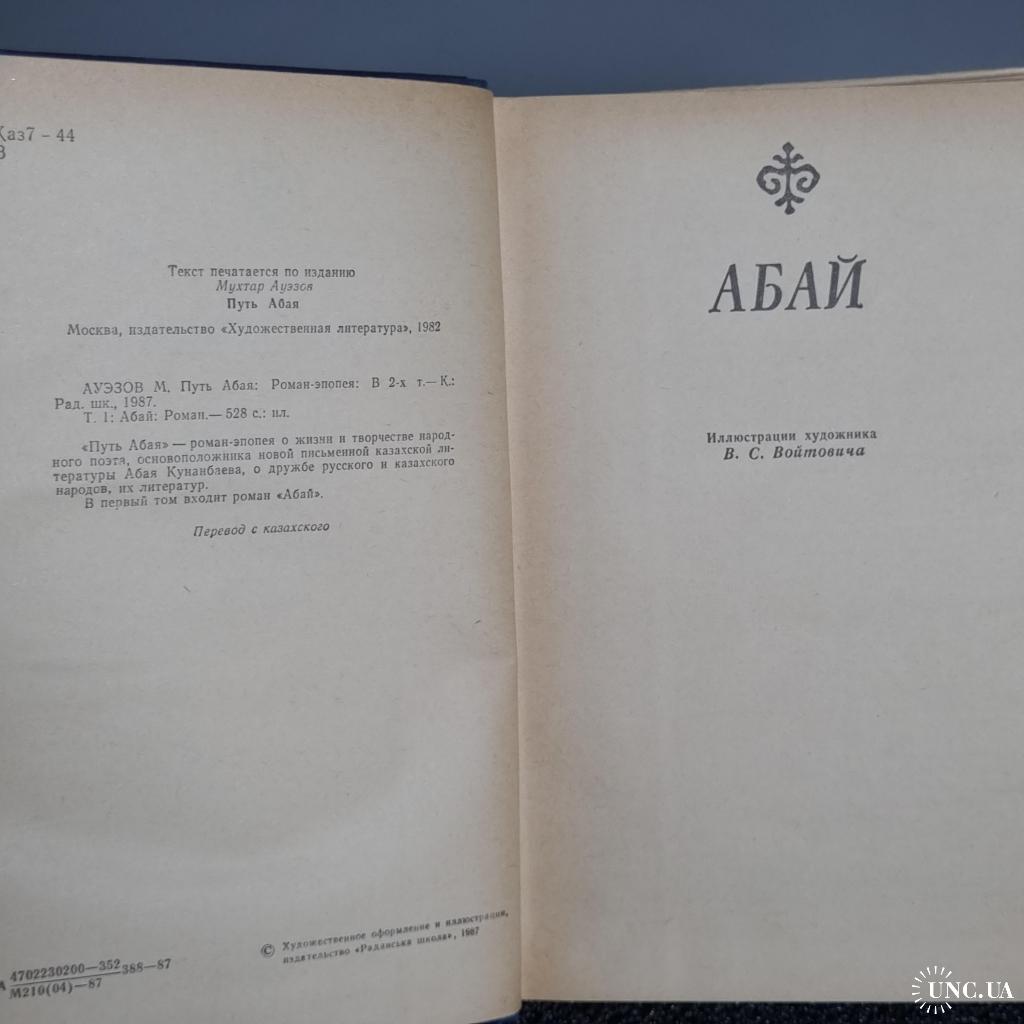 Каз7 – 44
В
Текст печатается по изданию
Мухтар Ауэзов
Путь Абая
Москва, издательство «Художественная литература», 1982
АУЭЗОВ М. Путь Абая: Роман-эпопея: В 2-х т.— К.:
Рад. шк., 1987.
Т. 1: Абай: Роман.— 528 с.: ил.
«Путь Абая» — роман-эпопея о жизни и творчестве народ-
ного поэта, основоположника новой письменной казахской ли-
тературы Абая Кунанбаева, о дружбе русского и казахского
народов, их литератур.
В первый том входит роман «Абай».
Перевод с казахского
А 4702230200—352 388—87
М210(04)—87
© Художественное оформление и иллюстрации,
издательство «Радянська школа», 1987
АБАЙ
Иллюстрации художника
В. С. Войтовича
UNC.UA